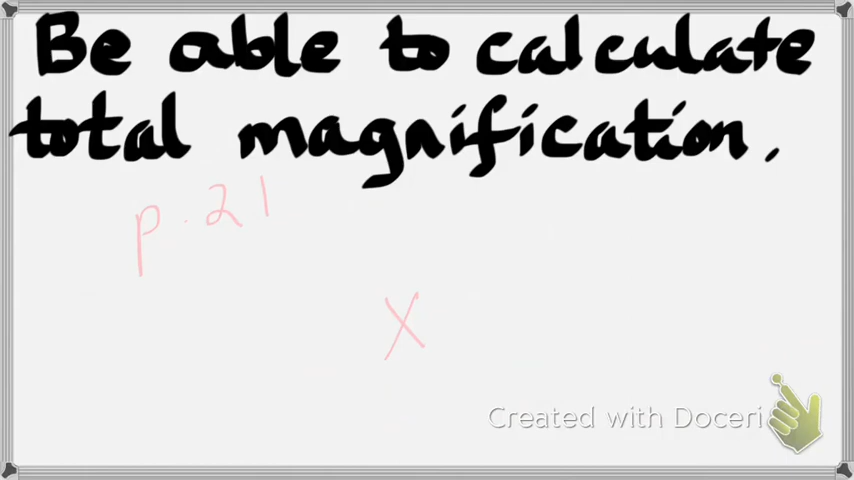 Be able to calculate
total magnification.
p. 21
X
Created with Doceri